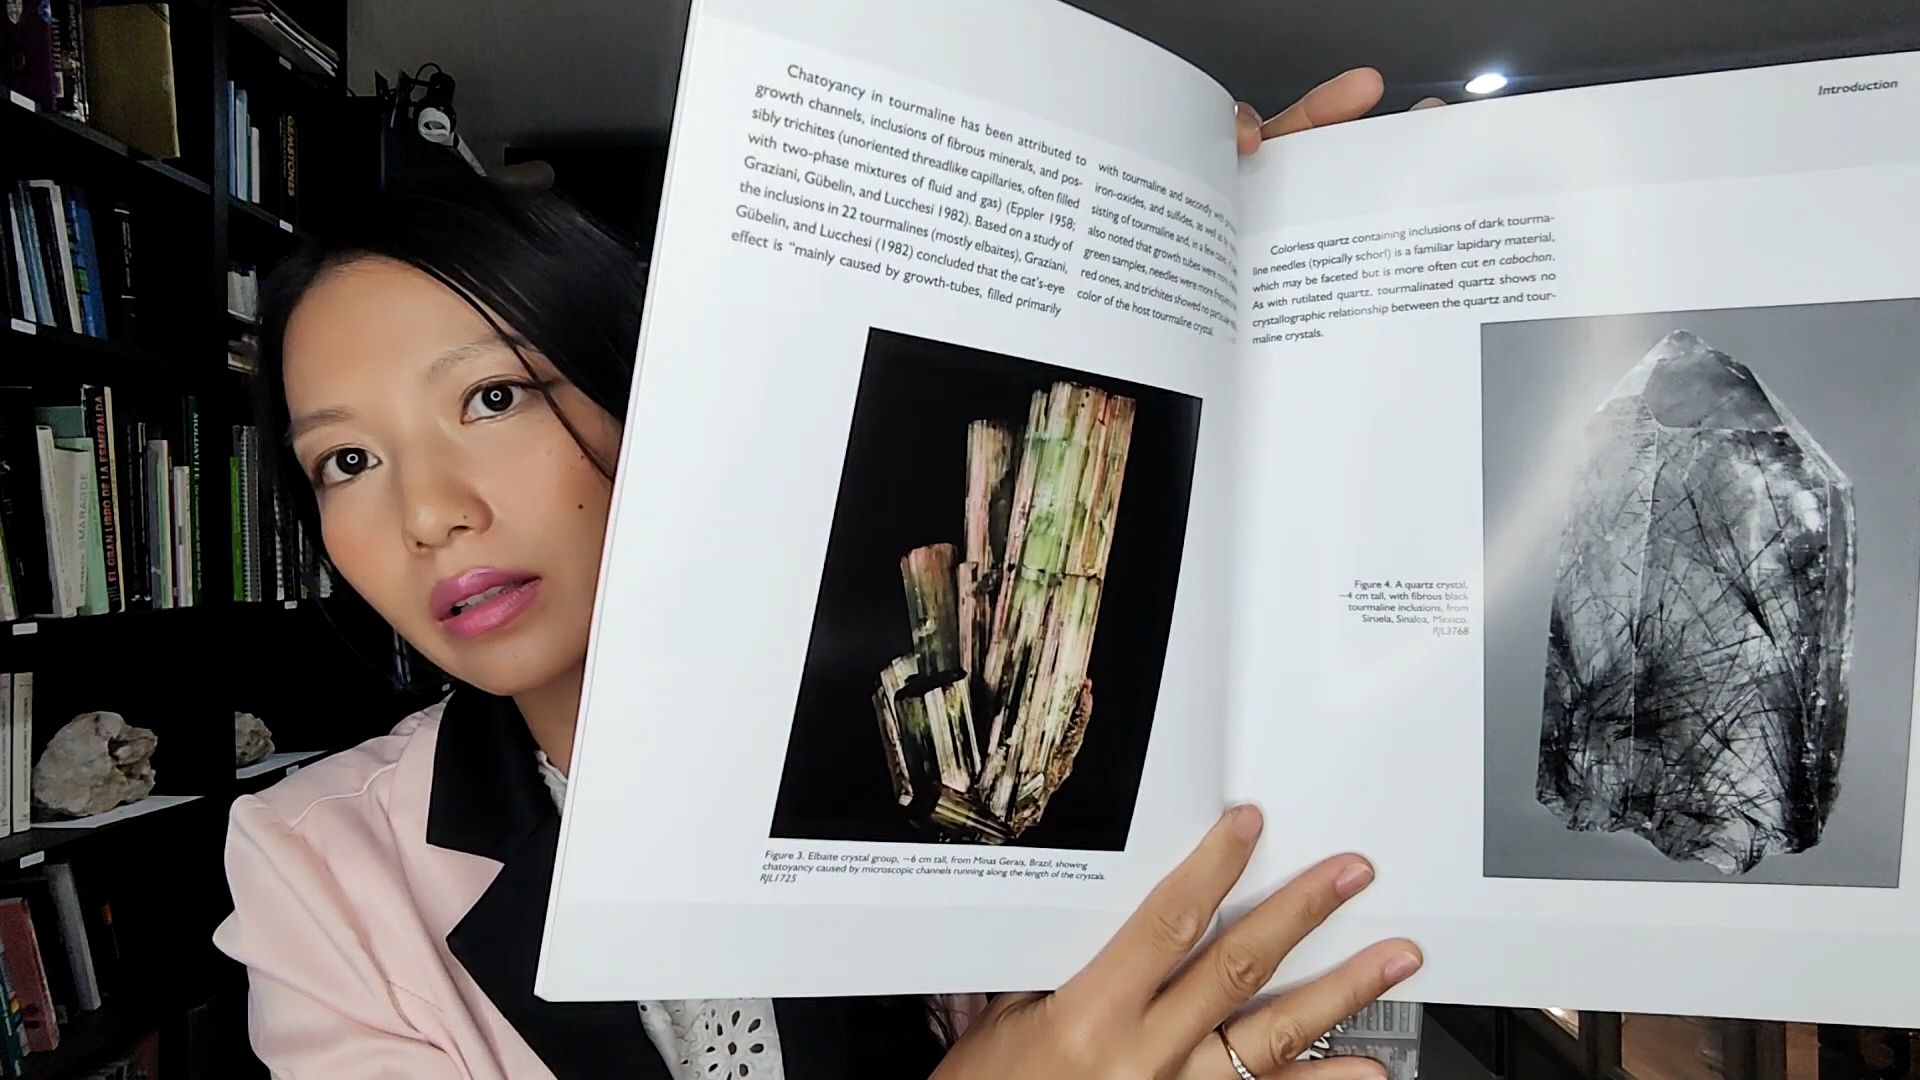 Chatoyancy in tourmaline has been attributed to
growth channels, inclusions of fibrous minerals, and pos-
sibly trichites (unoriented threadlike capillaries, often filled
with two-phase mixtures of fluid and gas) (Eppler 1958;
Graziani, Gübelin, and Lucchesi 1982). Based on a study of
the inclusions in 22 tourmalines (mostly elbaites), Graziani,
Gübelin, and Lucchesi (1982) concluded that the cat's-eye
effect is "mainly caused by growth-tubes, filled primarily
with tourmaline and secondly with
iron-oxides, and sulfides, as well as by
sisting of tourmaline and, in a few cases,
also noted that growth tubes were more
green samples, needles were more frequent
red ones, and trichites showed no particular
color of the host tourmaline crystal.
Figure 3. Elbaite crystal group, ~6 cm tall, from Minas Gerais, Brazil, showing
chatoyancy caused by microscopic channels running along the length of the crystals.
RJL1725
Introduction
Colorless quartz containing inclusions of dark tourma-
line needles (typically schorl) is a familiar lapidary material,
which may be faceted but is more often cut en cabochon.
As with rutilated quartz, tourmalinated quartz shows no
crystallographic relationship between the quartz and tour-
maline crystals.
Figure 4. A quartz crystal,
~4 cm tall, with fibrous black
tourmaline inclusions, from
Siruela, Sinaloa, Mexico.
RJL3768
GEMSTONES
SMARAGDE
EL GRAN LIBRO DE LA ESMERALDA
MOLDAVITE